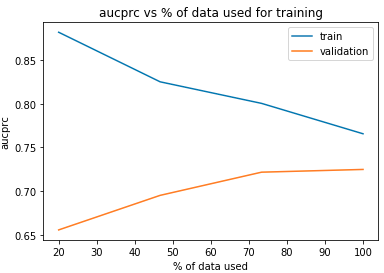 aucprc vs % of data used for training
train
validation
aucprc
0.85
0.80
0.75
0.70
0.65
20 30 40 50 60 70 80 90 100
% of data used